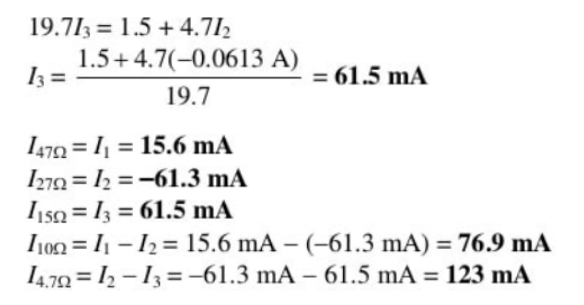 19.7I₃ = 1.5 + 4.7I₂
I₃ = (1.5 + 4.7(–0.0613 A)) / 19.7 = 61.5 mA
I₄₇Ω = I₁ = 15.6 mA
I₂₇Ω = I₂ = –61.3 mA
I₁₅Ω = I₃ = 61.5 mA
I₁₀Ω = I₁ – I₂ = 15.6 mA – (–61.3 mA) = 76.9 mA
I₄.₇Ω = I₂ – I₃ = –61.3 mA – 61.5 mA = 123 mA